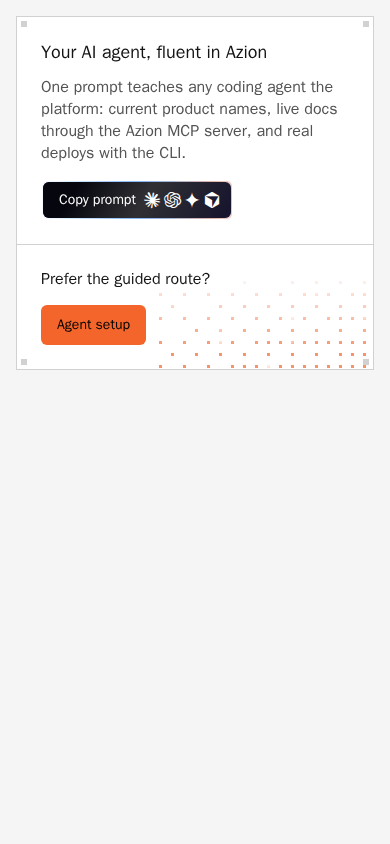 Your AI agent, fluent in Azion
One prompt teaches any coding agent the
platform: current product names, live docs
through the Azion MCP server, and real
deploys with the CLI.
Copy prompt
Prefer the guided route?
Agent setup